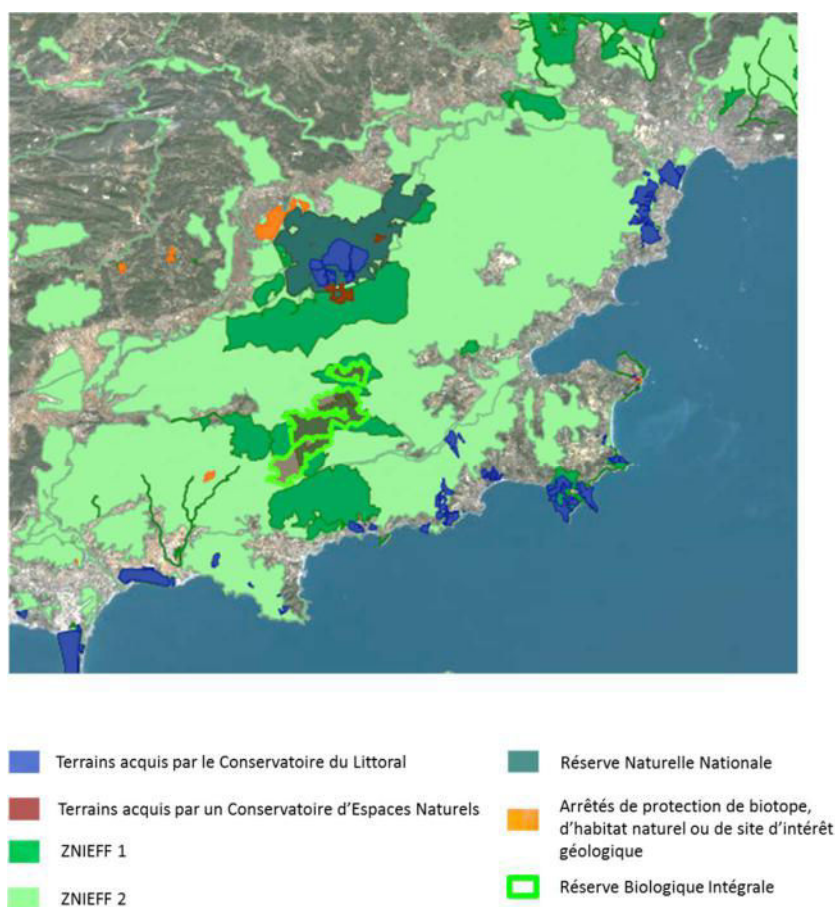 Terrains acquis par le Conservatoire du Littoral
Terrains acquis par un Conservatoire d'Espaces Naturels
ZNIEFF 1
ZNIEFF 2
Réserve Naturelle Nationale
Arrêtés de protection de biotope,
d'habitat naturel ou de site d'intérêt
géologique
Réserve Biologique Intégrale